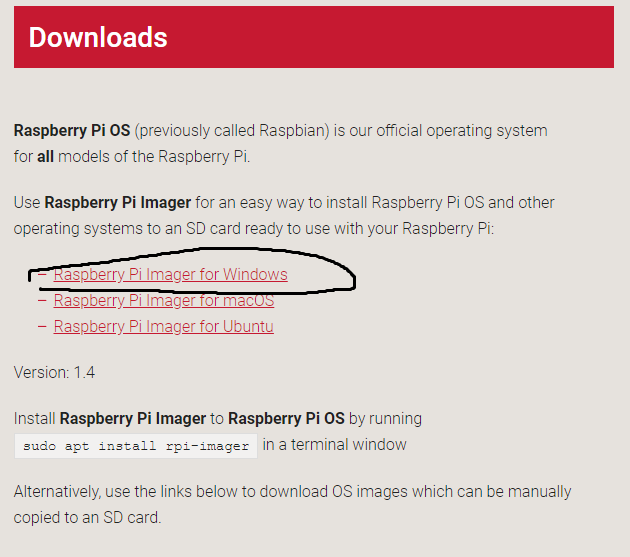 Downloads
Raspberry Pi OS (previously called Raspbian) is our official operating system
for all models of the Raspberry Pi.
Use Raspberry Pi Imager for an easy way to install Raspberry Pi OS and other
operating systems to an SD card ready to use with your Raspberry Pi:
– Raspberry Pi Imager for Windows
– Raspberry Pi Imager for macOS
– Raspberry Pi Imager for Ubuntu
Version: 1.4
Install Raspberry Pi Imager to Raspberry Pi OS by running
sudo apt install rpi-imager in a terminal window
Alternatively, use the links below to download OS images which can be manually
copied to an SD card.